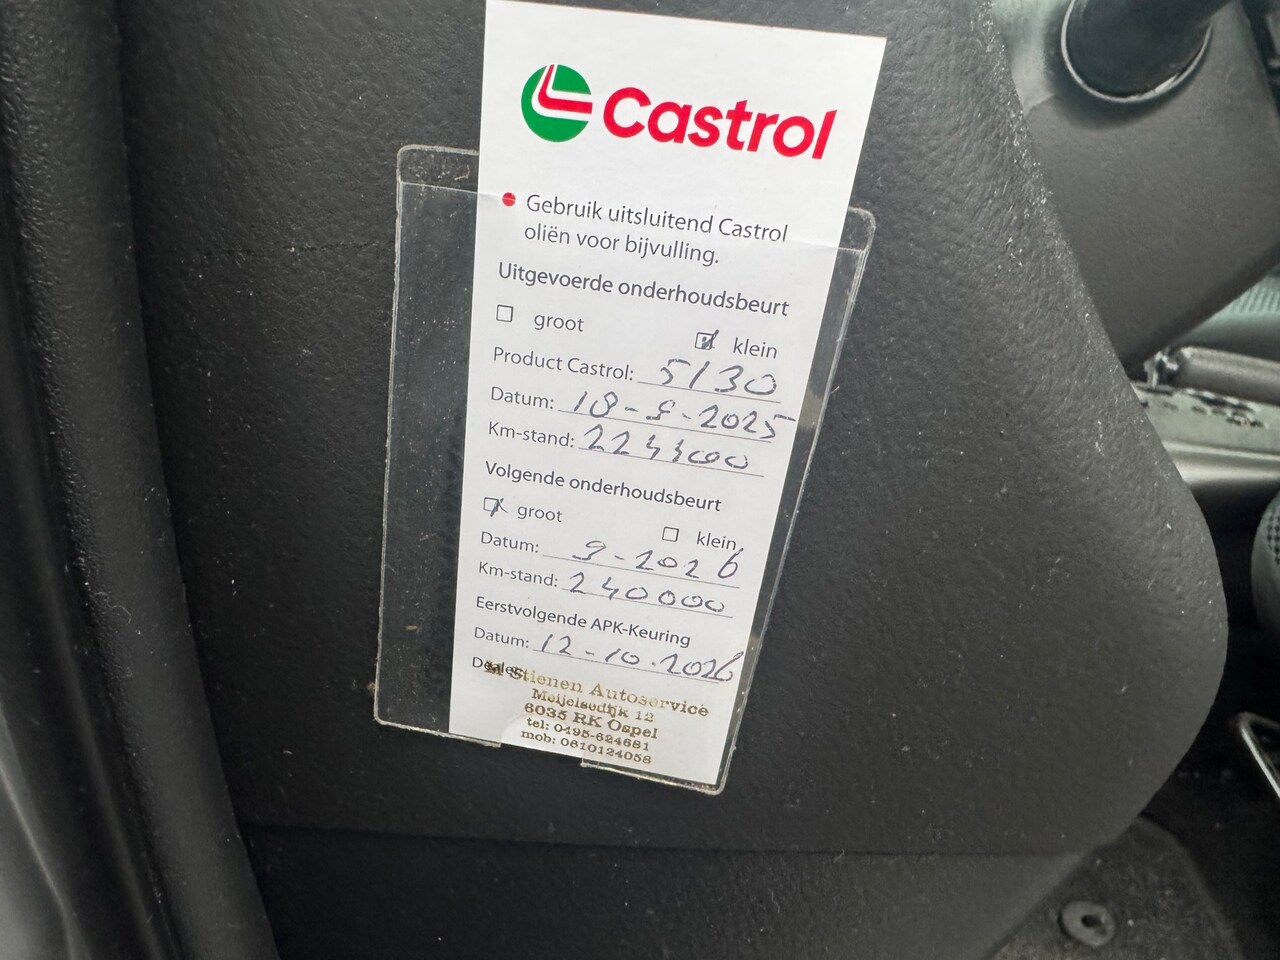 Castrol
Gebruik uitsluitend Castrol
oliën voor bijvulling.
Uitgevoerde onderhoudsbeurt
groot klein
Product Castrol: 5/30
Datum: 18-9-2025
Km-stand:
Volgende onderhoudsbeurt
groot klein
Datum: 9-2026
Km-stand: 240000
Eerstvolgende APK-Keuring
Datum: 12-10-2026
Dealer:
Stienen Autoservice
Meijelsedijk 12
6035 RK Ospel
tel: 0495-624681
mob: 0610124058